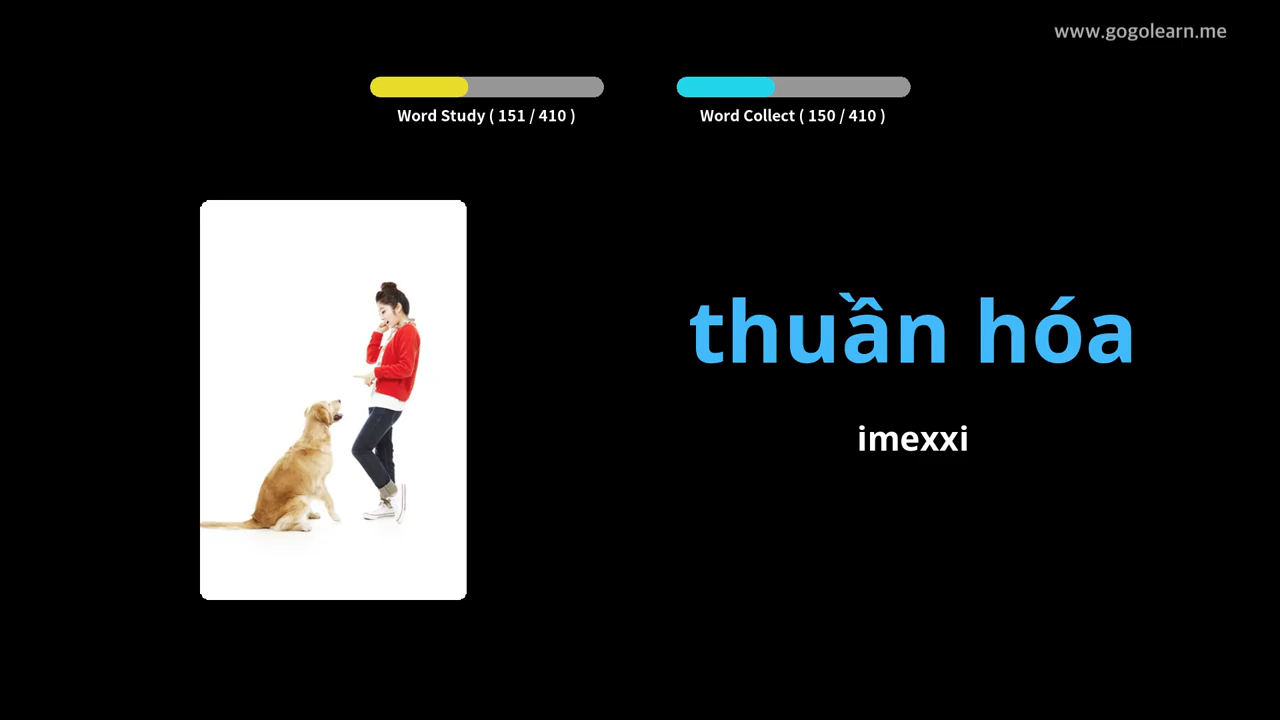 www.gogolearn.me
Word Study ( 151 / 410 )
Word Collect ( 150 / 410 )
thuần hóa
imexxi